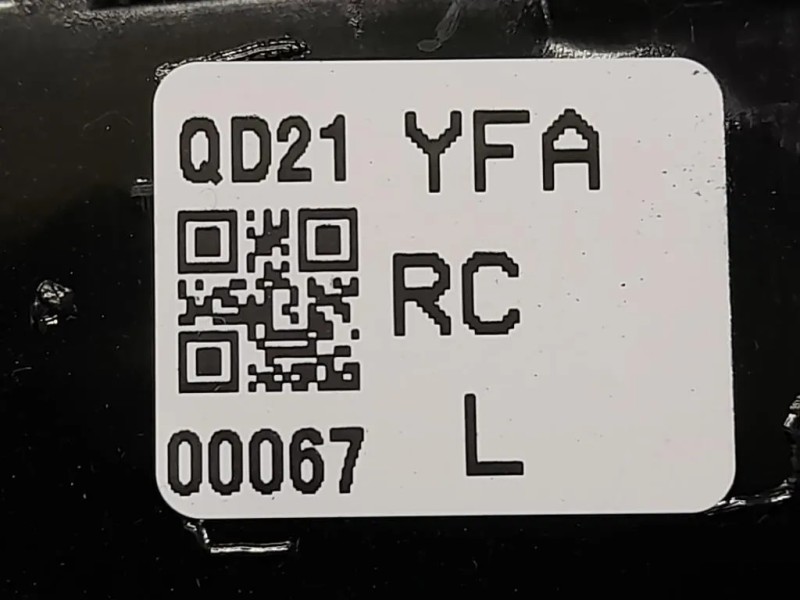 QD21 YFA
RC
00067 L